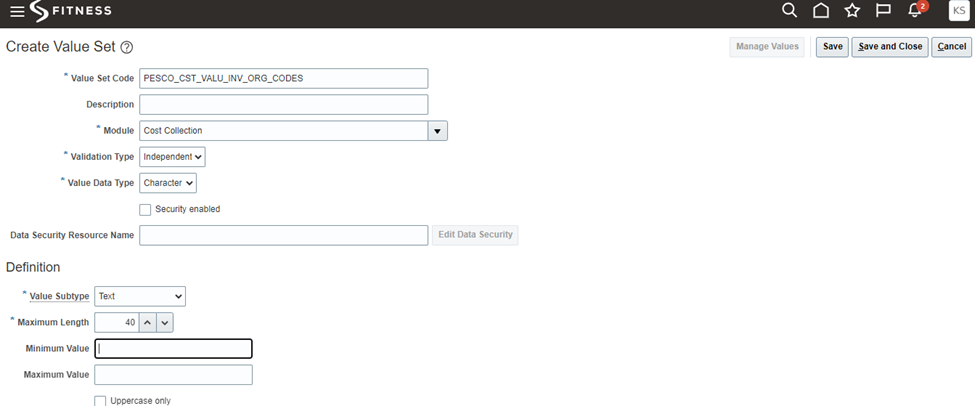 FITNESS
2
KS
Create Value Set ?
Manage Values Save Save and Close Cancel
* Value Set Code PESCO_CST_VALU_INV_ORG_CODES
Description
* Module Cost Collection
* Validation Type Independent
* Value Data Type Character
Security enabled
Data Security Resource Name Edit Data Security
Definition
* Value Subtype Text
* Maximum Length 40
Minimum Value
Maximum Value
Uppercase only